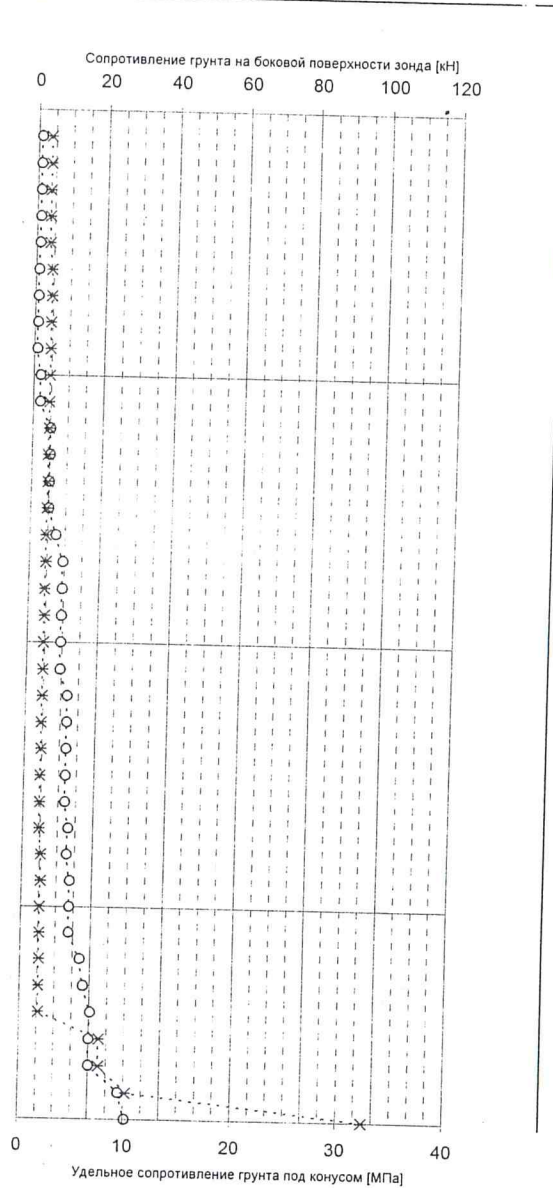 Сопротивление грунта на боковой поверхности зонда [кН]
0 20 40 60 80 100 120
0 10 20 30 40
Удельное сопротивление грунта под конусом [МПа]